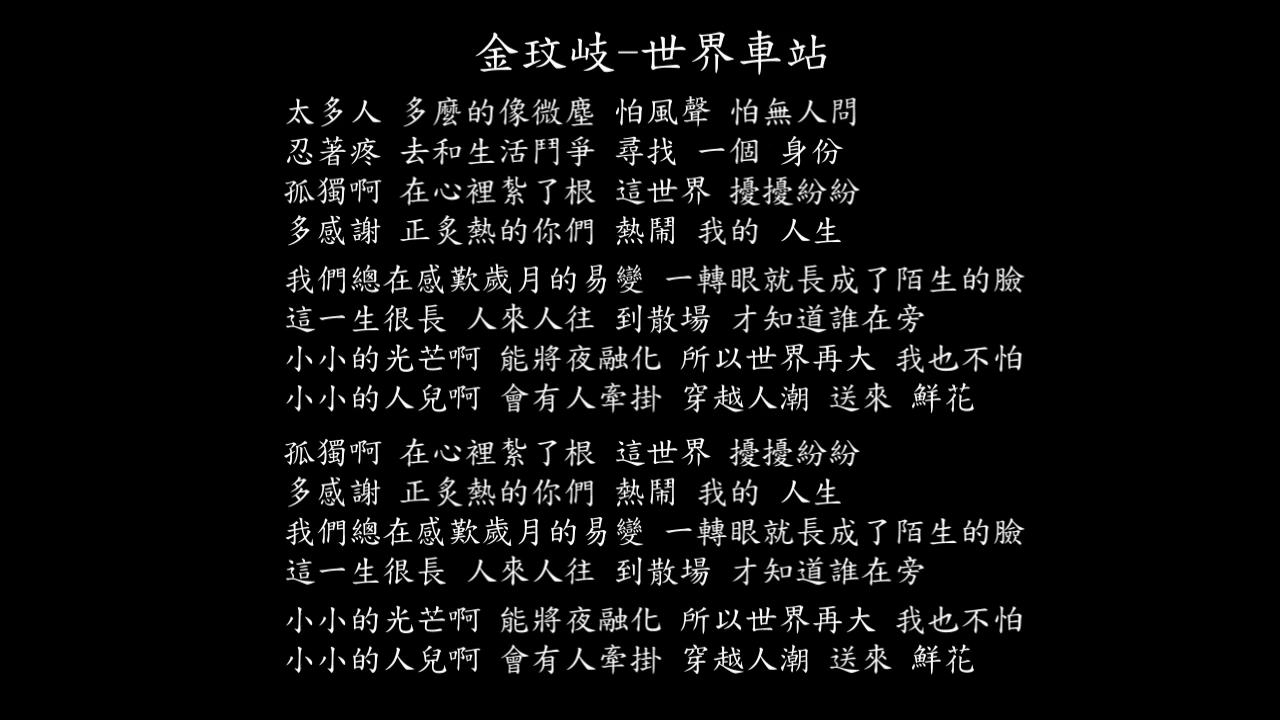 金玟岐-世界車站
太多人 多麼的像微塵 怕風聲 怕無人問
忍著疼 去和生活鬥爭 尋找 一個 身份
孤獨啊 在心裡紮了根 這世界 擾擾紛紛
多感謝 正炙熱的你們 熱鬧 我的 人生
我們總在感歎歲月的易變 一轉眼就長成了陌生的臉
這一生很長 人來人往 到散場 才知道誰在旁
小小的光芒啊 能將夜融化 所以世界再大 我也不怕
小小的人兒啊 會有人牽掛 穿越人潮 送來 鮮花
孤獨啊 在心裡紮了根 這世界 擾擾紛紛
多感謝 正炙熱的你們 熱鬧 我的 人生
我們總在感歎歲月的易變 一轉眼就長成了陌生的臉
這一生很長 人來人往 到散場 才知道誰在旁
小小的光芒啊 能將夜融化 所以世界再大 我也不怕
小小的人兒啊 會有人牽掛 穿越人潮 送來 鮮花